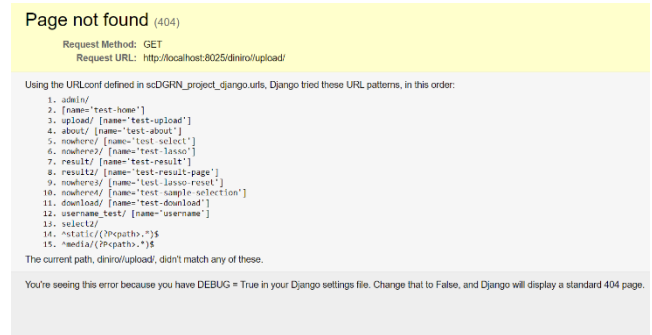 Page not found (404)
Request Method: GET
Request URL: http://localhost:8025/diniro//upload/
Using the URLconf defined in scDGRN_project_django.urls, Django tried these URL patterns, in this order:
1. admin/
2. [name='test-home']
3. upload/ [name='test-upload']
4. about/ [name='test-about']
5. nowhere/ [name='test-select']
6. nowhere2/ [name='test-lasso']
7. result/ [name='test-result']
8. result2/ [name='test-result-page']
9. nowhere3/ [name='test-lasso-reset']
10. nowhere4/ [name='test-sample-selection']
11. download/ [name='test-download']
12. username_test/ [name='username']
13. select2/
14. ^static/(?P<path>.*)$
15. ^media/(?P<path>.*)$
The current path, diniro//upload/, didn't match any of these.
You're seeing this error because you have DEBUG = True in your Django settings file. Change that to False, and Django will display a standard 404 page.